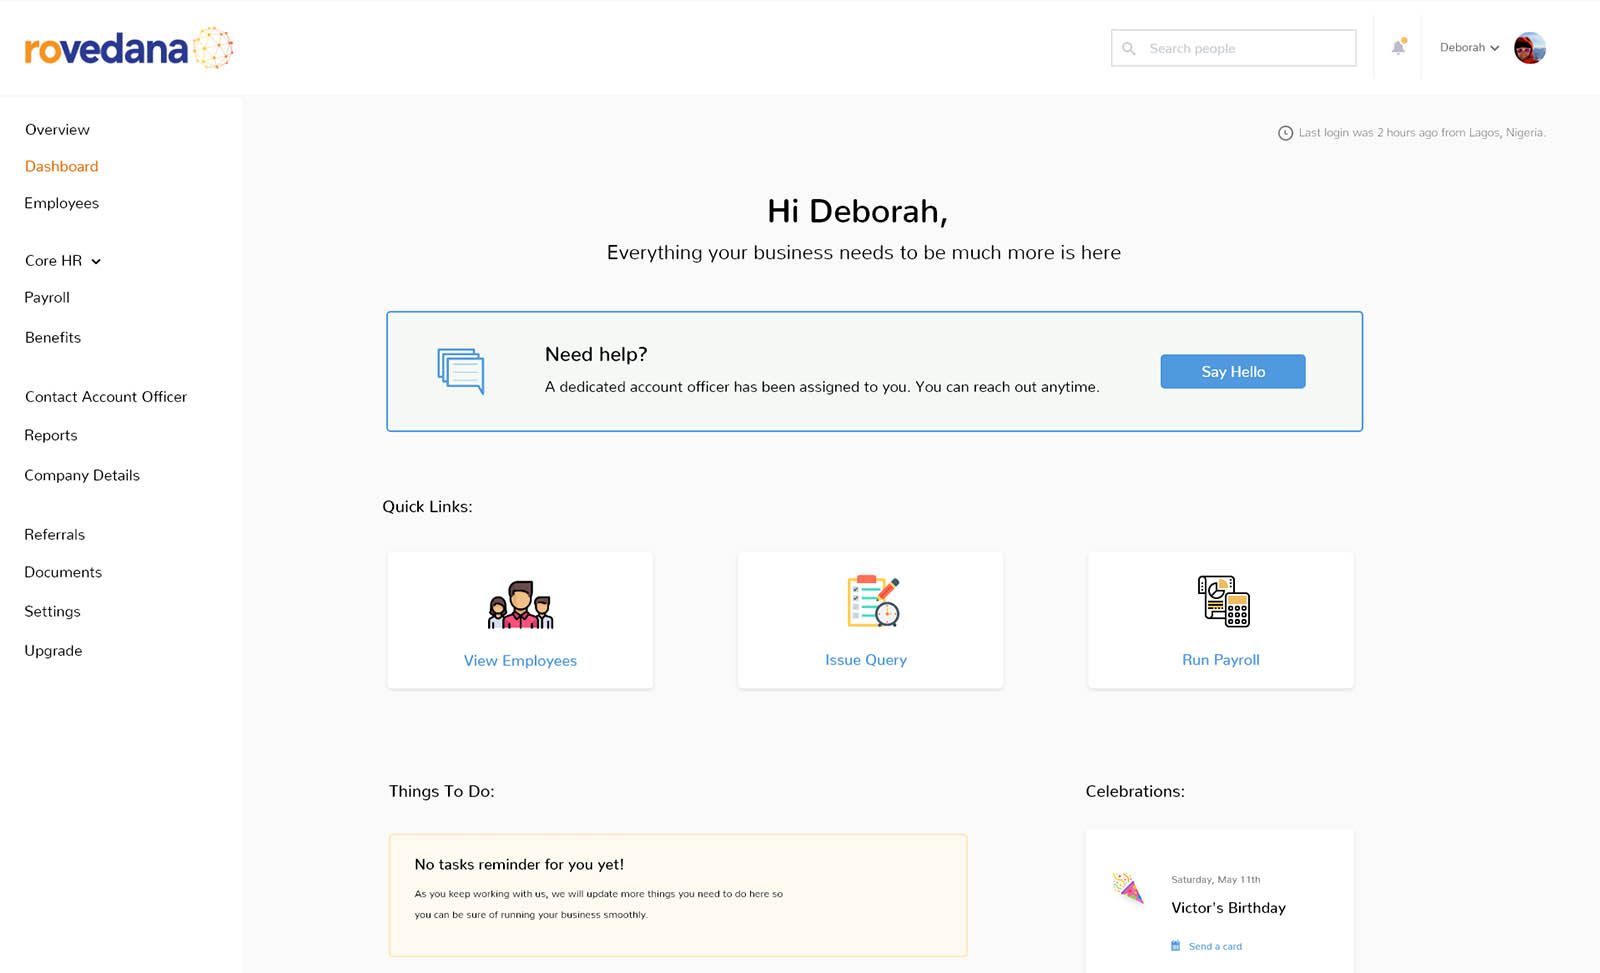 rovedana
Search people
Deborah
Overview
Dashboard
Employees
Core HR
Payroll
Benefits
Contact Account Officer
Reports
Company Details
Referrals
Documents
Settings
Upgrade
Last login was 2 hours ago from Lagos, Nigeria.
Hi Deborah,
Everything your business needs to be much more is here
Need help?
A dedicated account officer has been assigned to you. You can reach out anytime.
Say Hello
Quick Links:
View Employees
Issue Query
Run Payroll
Things To Do:
No tasks reminder for you yet!
As you keep working with us, we will update more things you need to do here so
you can be sure of running your business smoothly.
Celebrations:
Saturday, May 11th
Victor's Birthday
Send a card